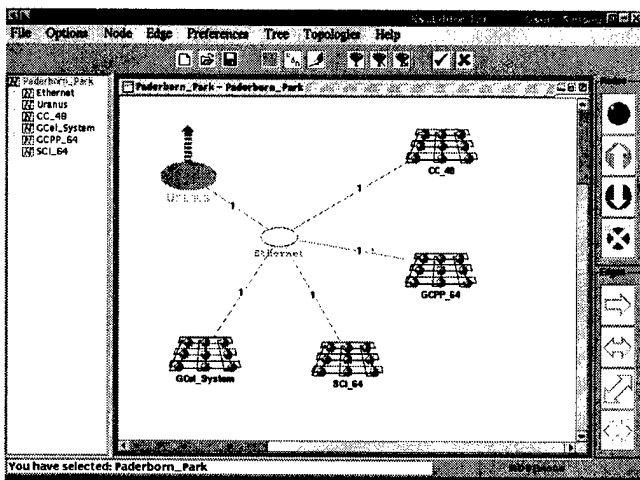 File Options Node Edge Preferences Tree Topologies Help
Paderborn_Park
Ethernet
Uranus
CC_48
GCel_System
GCPP_64
SCI_64
Paderborn_Park - Paderborn_Park
CC_48
1
1
Ethernet
1
GCPP_64
1
1
GCel_System
SCI_64
Edges
You have selected: Paderborn_Park